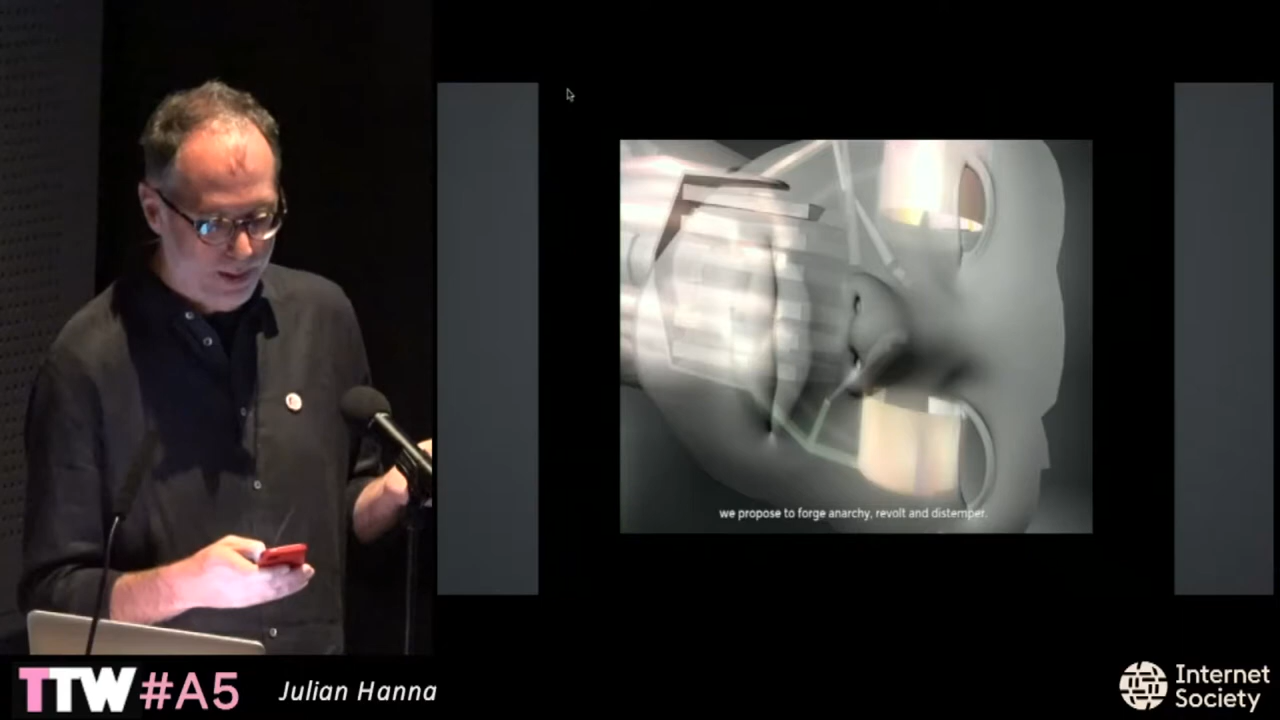 we propose to forge anarchy, revolt and distemper.
TTW#A5
Julian Hanna
Internet
Society